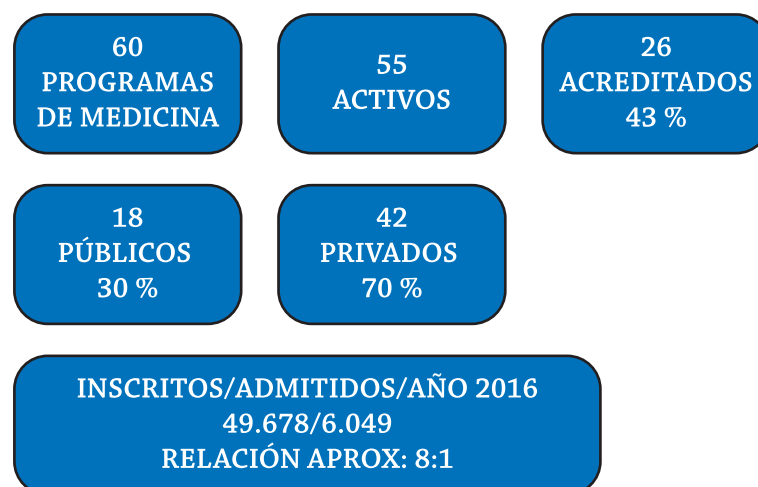 60
PROGRAMAS
DE MEDICINA
55
ACTIVOS
26
ACREDITADOS
43 %
18
PÚBLICOS
30 %
42
PRIVADOS
70 %
INSCRITOS/ADMITIDOS/AÑO 2016
49.678/6.049
RELACIÓN APROX: 8:1